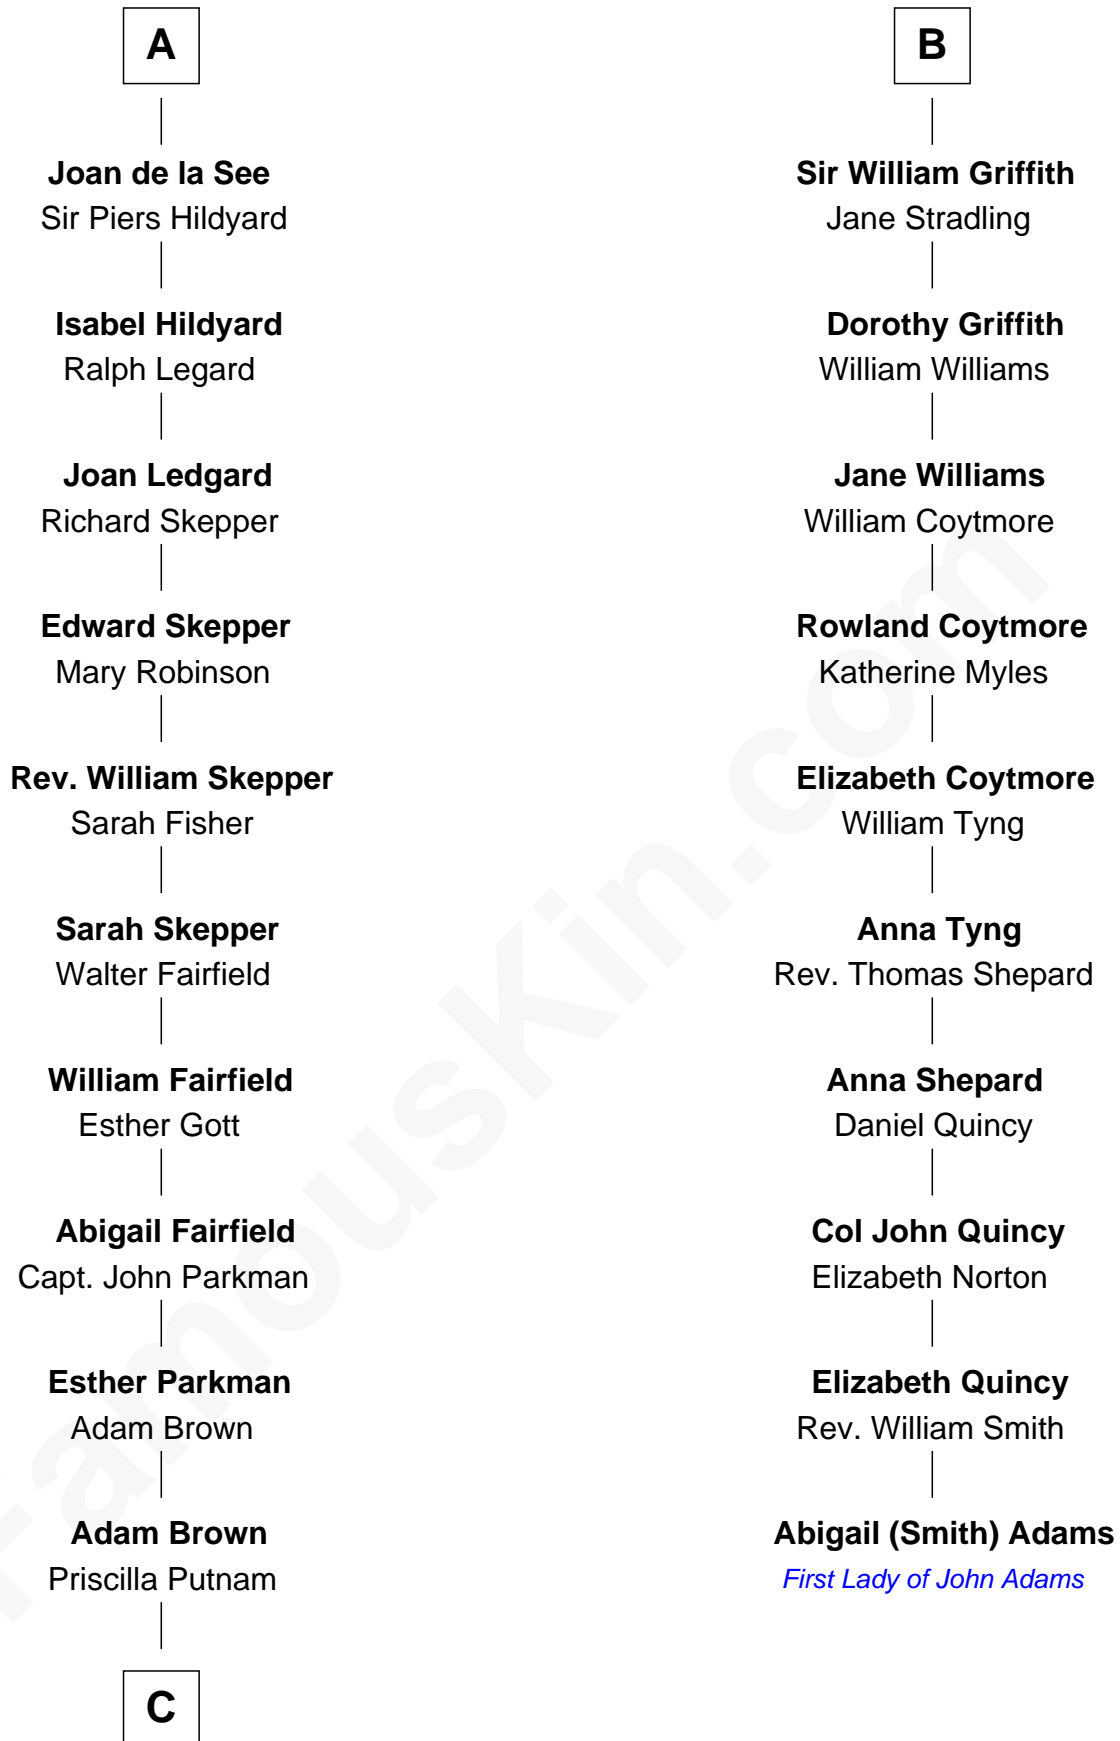 A
Joan de la See
Sir Piers Hildyard
Isabel Hildyard
Ralph Legard
Joan Ledgard
Richard Skepper
Edward Skepper
Mary Robinson
Rev. William Skepper
Sarah Fisher
Sarah Skepper
Walter Fairfield
William Fairfield
Esther Gott
Abigail Fairfield
Capt. John Parkman
Esther Parkman
Adam Brown
Adam Brown
Priscilla Putnam
C
B
Sir William Griffith
Jane Stradling
Dorothy Griffith
William Williams
Jane Williams
William Coytmore
Rowland Coytmore
Katherine Myles
Elizabeth Coytmore
William Tyng
Anna Tyng
Rev. Thomas Shepard
Anna Shepard
Daniel Quincy
Col John Quincy
Elizabeth Norton
Elizabeth Quincy
Rev. William Smith
Abigail (Smith) Adams
First Lady of John Adams
FamousKin.com